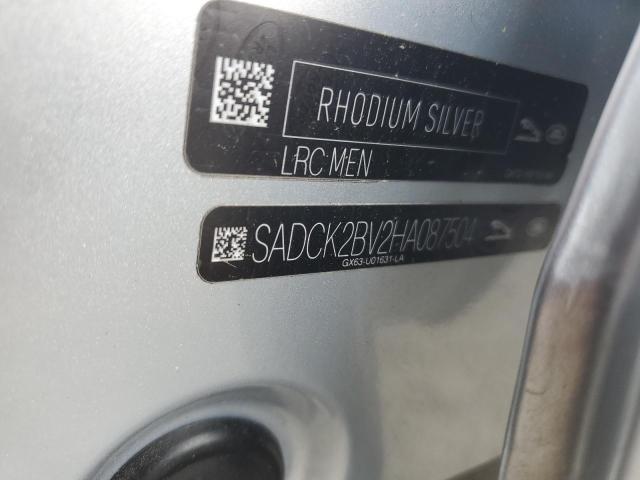 RHODIUM SILVER
LRC MEN
SADCK2BV2HA087504
GX63-U01631-LA